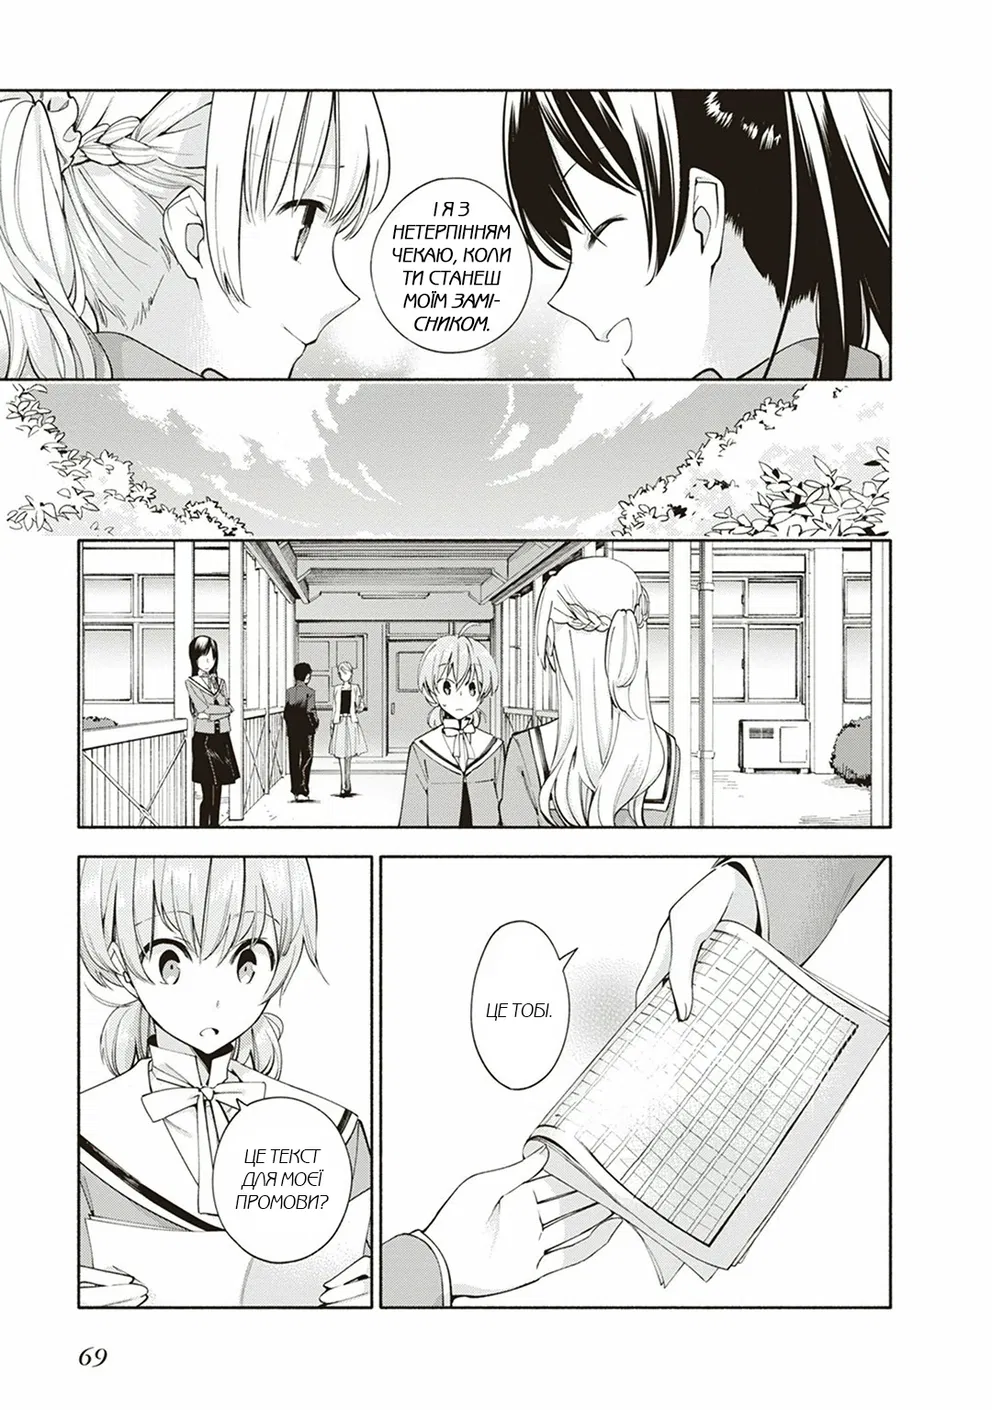 І Я З
НЕТЕРПІННЯМ
ЧЕКАЮ, КОЛИ
ТИ СТАНЕШ
МОЇМ ЗАМІ-
СНИКОМ.
ЦЕ ТОБІ.
ЦЕ ТЕКСТ
ДЛЯ МОЄЇ
ПРОМОВИ?
69